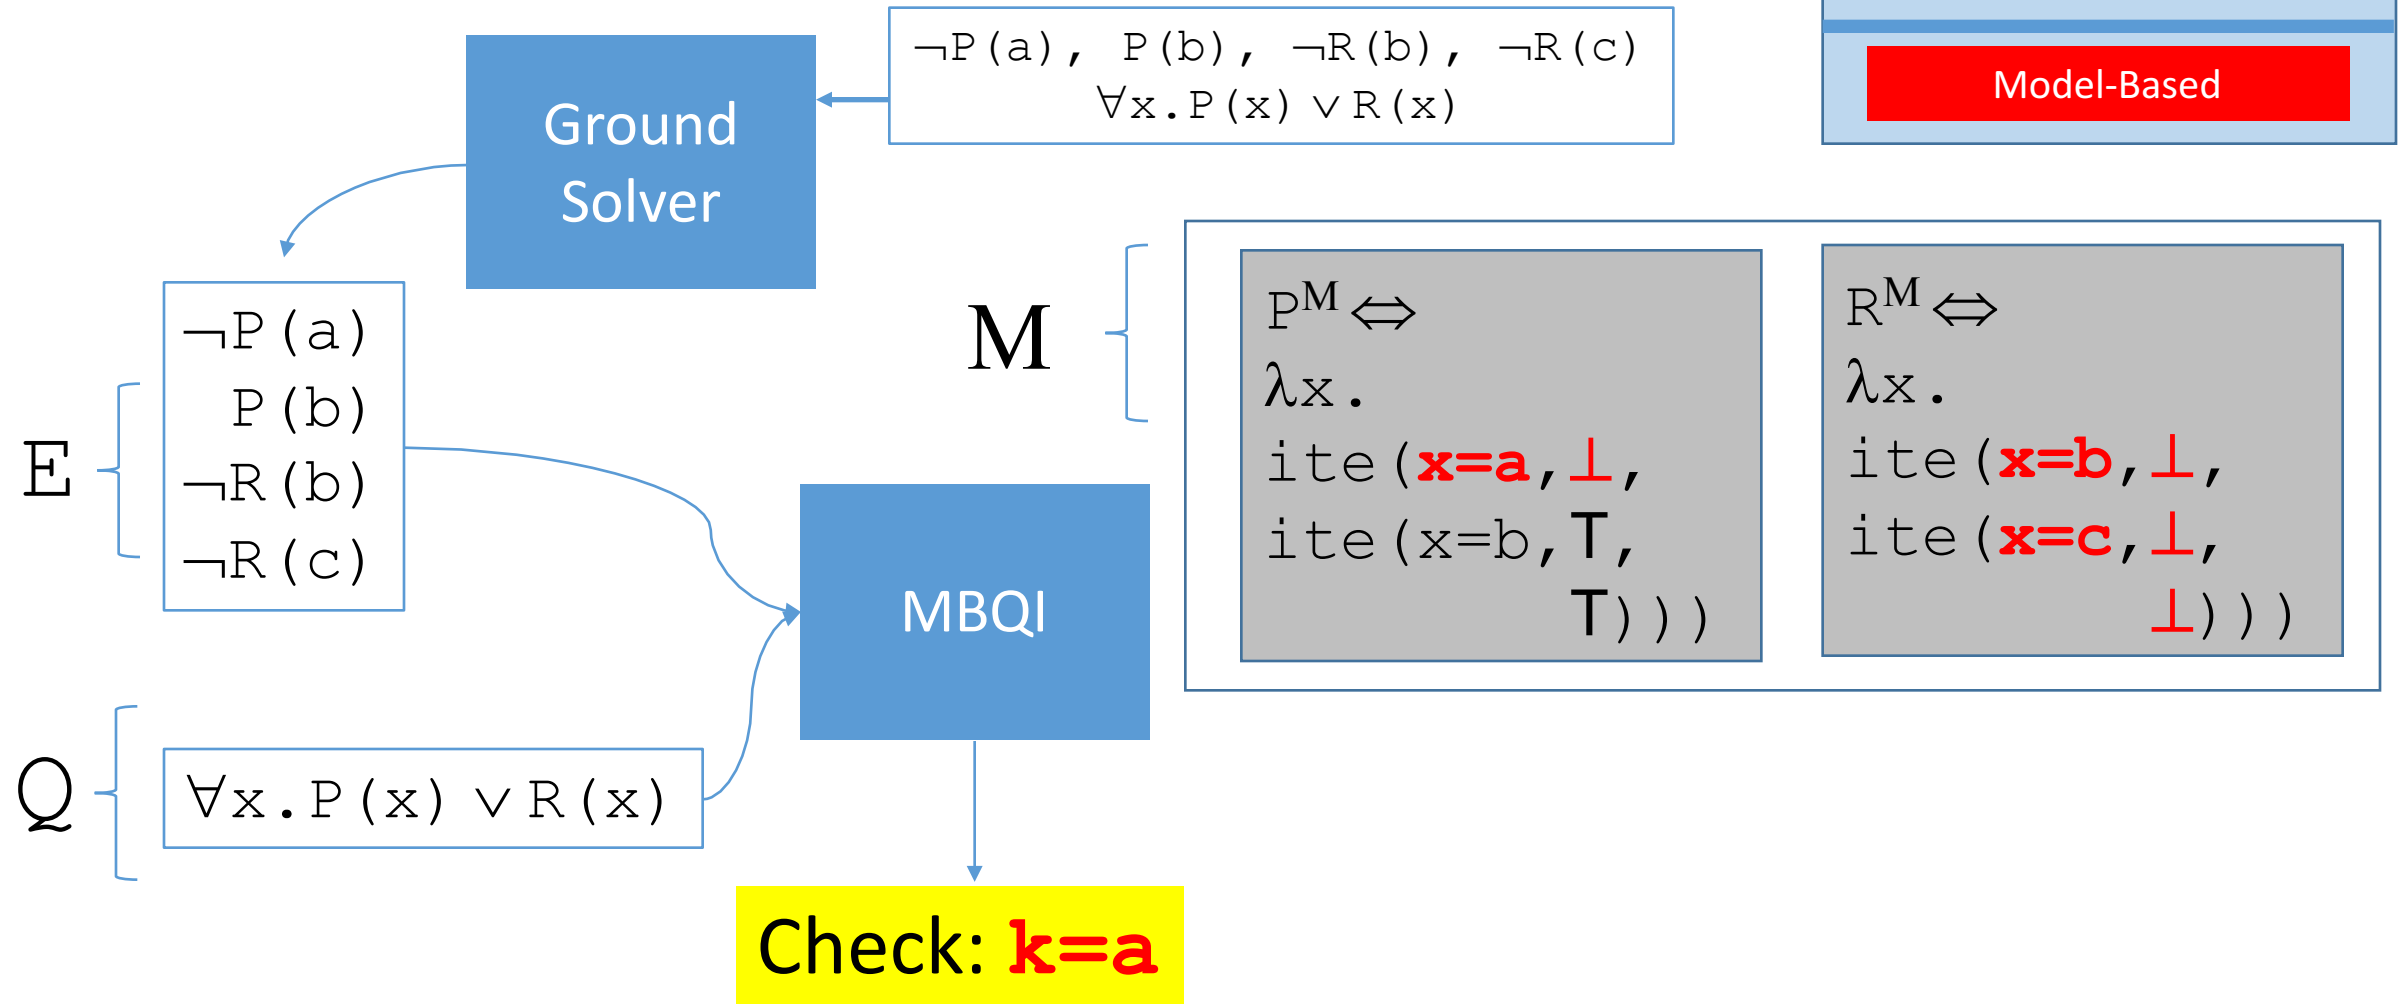 ¬P(a), P(b), ¬R(b), ¬R(c)
∀x.P(x)∨R(x)
Model-Based
Ground
Solver
E
¬P(a)
P(b)
¬R(b)
¬R(c)
M
P^M ⇔
λx.
ite(x=a,⊥,
ite(x=b,T,
T)))
R^M ⇔
λx.
ite(x=b,⊥,
ite(x=c,⊥,
⊥)))
MBQI
Q
∀x.P(x)∨R(x)
Check: k=a